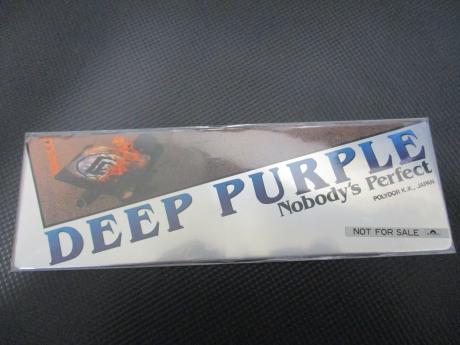 DEEP PURPLE
Nobody's Perfect
POLYDOR K.K., JAPAN
NOT FOR SALE